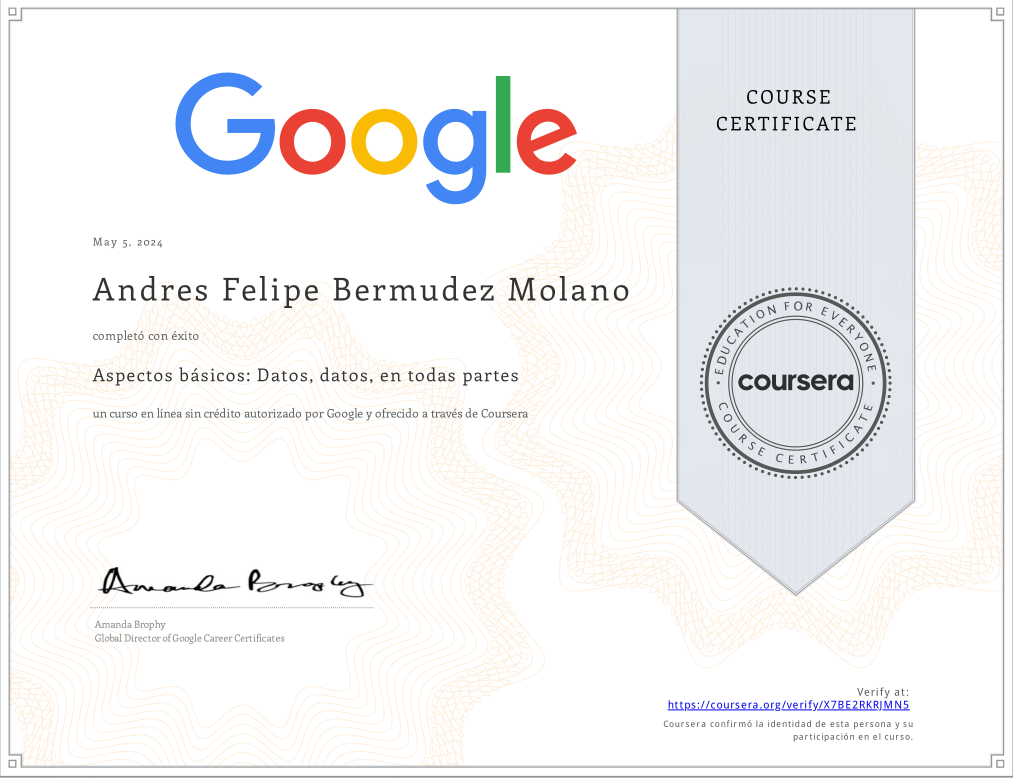 Google
COURSE
CERTIFICATE
May 5, 2024
Andres Felipe Bermudez Molano
completó con éxito
Aspectos básicos: Datos, datos, en todas partes
un curso en línea sin crédito autorizado por Google y ofrecido a través de Coursera
EDUCATION FOR EVERYONE
coursera
COURSE CERTIFICATE
Amanda Brophy
Amanda Brophy
Global Director of Google Career Certificates
Verify at:
https://coursera.org/verify/X7BE2RKRJMN5
Coursera confirmó la identidad de esta persona y su
participación en el curso.